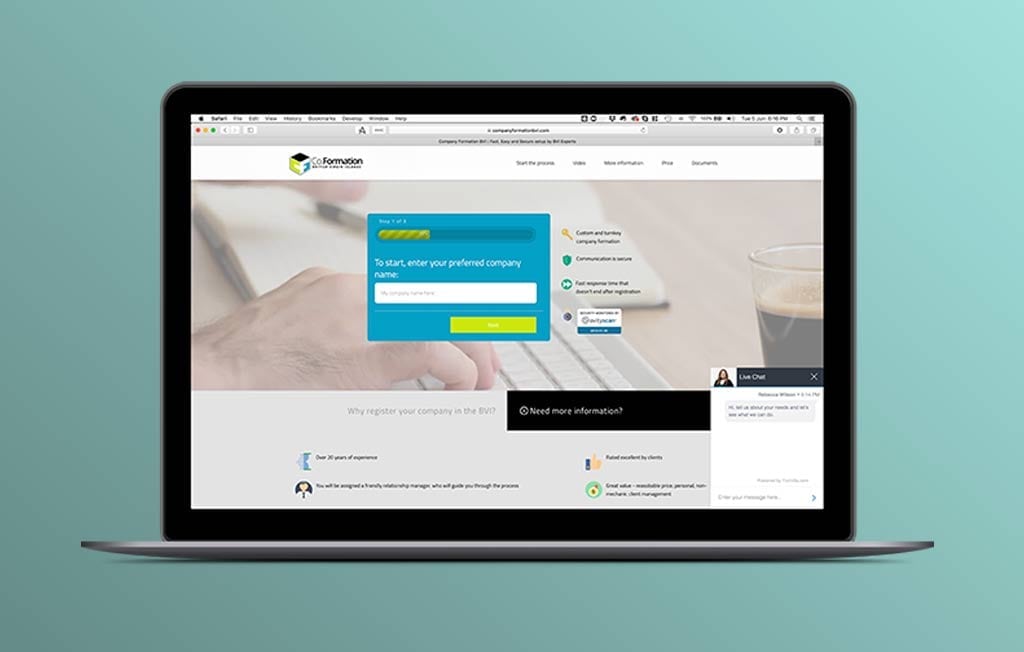 Safari File Edit View History Bookmarks Develop Window Help
100% Tue 5 Jun 6:16 PM
companyformationbvi.com
Company Formation BVI | Fast, Easy and Secure setup by BVI Experts
Co.Formation
BRITISH VIRGIN ISLANDS
Start the process Video More information Price Documents
Step 1 of 3
To start, enter your preferred company
name:
My company name here
Next
Custom and turnkey
company formation
Communication is secure
Fast response time that
doesn't end after registration
SECURITY MONITORED BY
Gravityscan
Why register your company in the BVI?
Need more information?
Over 20 years of experience
You will be assigned a friendly relationship manager, who will guide you through the process
Rated excellent by clients
Great value – reasonable price; personal, non-
mechanic client management
Live Chat
Rebecca Wilson • 6:14 PM
Hi, tell us about your needs and let's
see what we can do.
Powered by
Enter your message here...